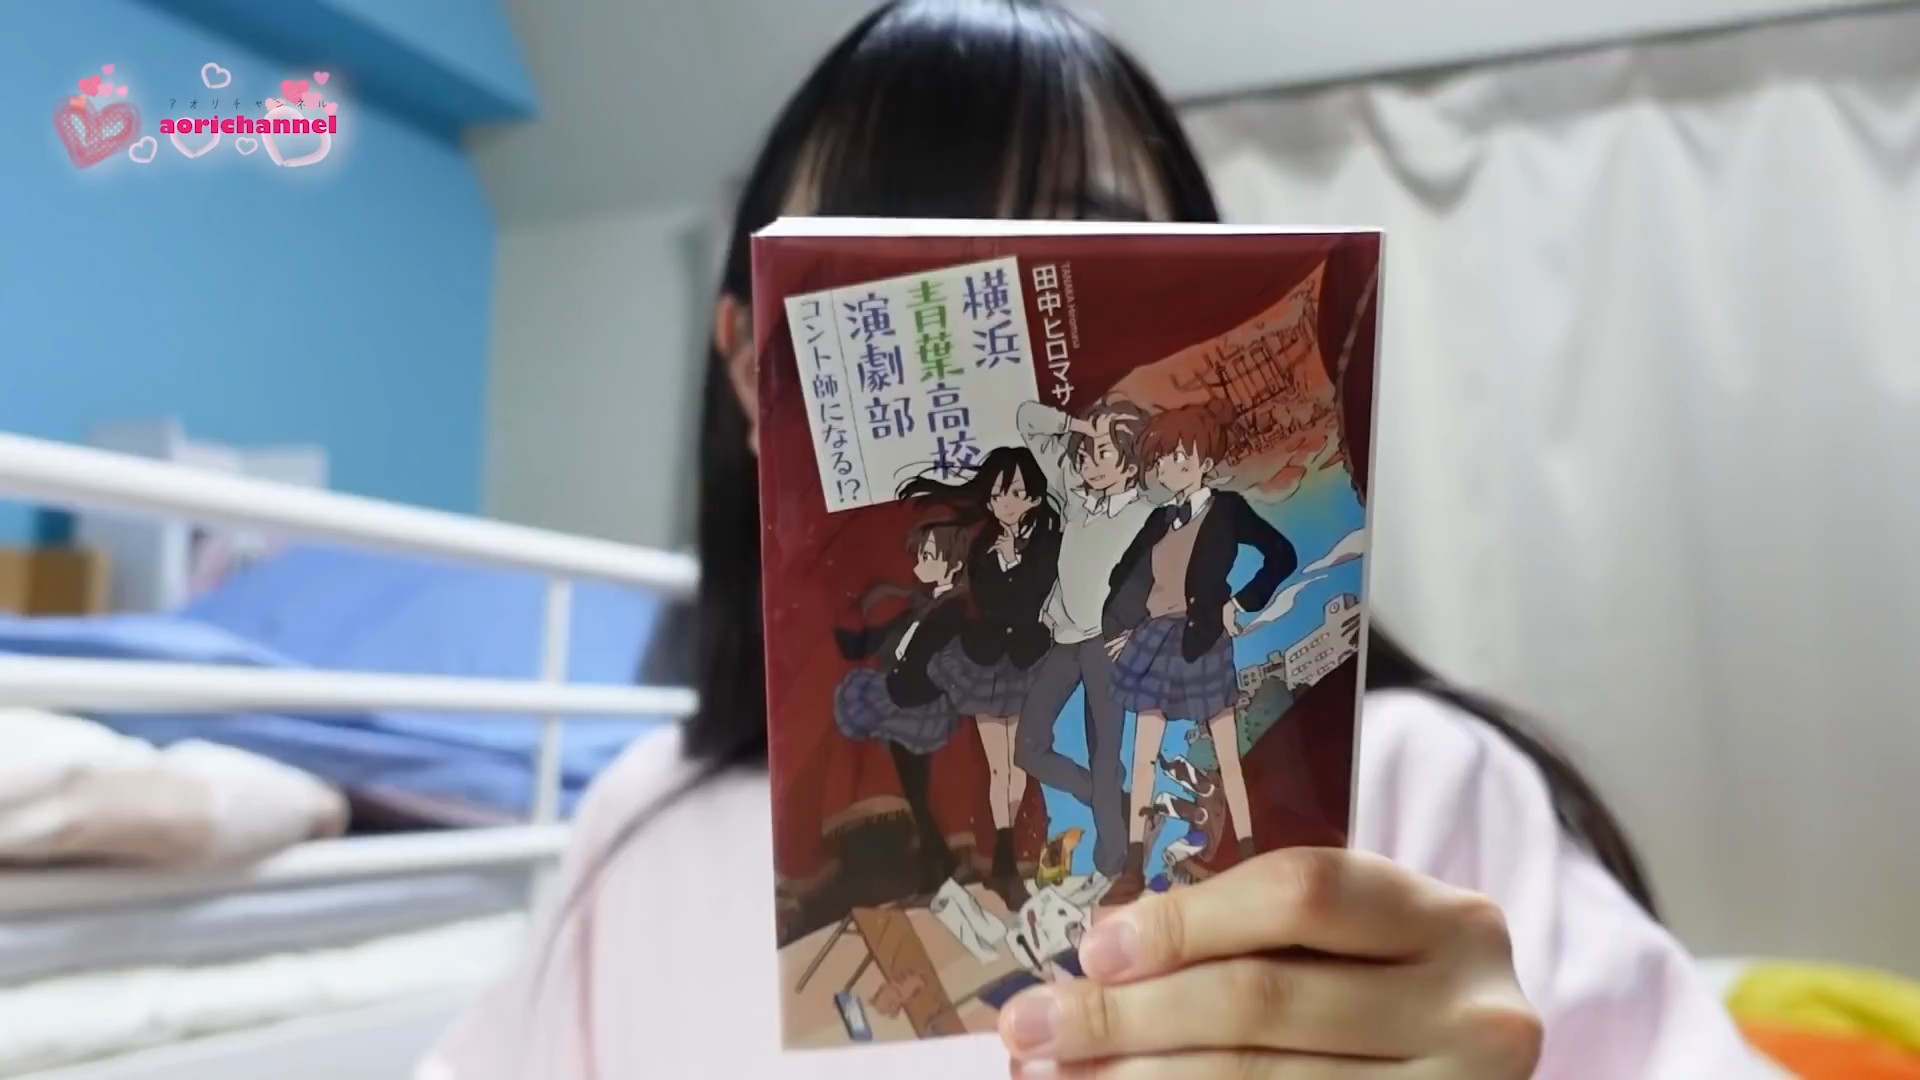 アオリチャンネル
aorichannel
TANAKA Hiromasa
田中ヒロマサ
横浜
青葉高校
演劇部
コント師になる!?